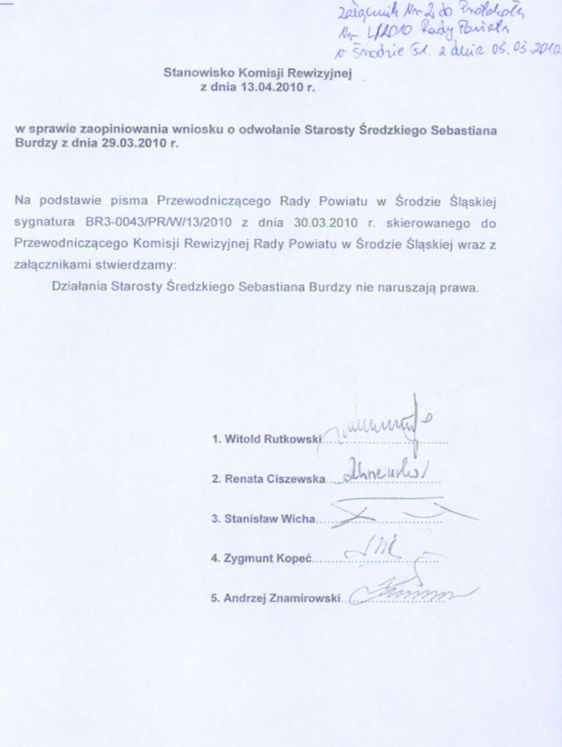 Załącznik Nr 2 do Protokołu
Nr L/2010 Rady Powiatu
w Środzie Śl. z dnia 05.05.2010
Stanowisko Komisji Rewizyjnej
z dnia 13.04.2010 r.
w sprawie zaopiniowania wniosku o odwołanie Starosty Średzkiego Sebastiana
Burdzy z dnia 29.03.2010 r.
Na podstawie pisma Przewodniczącego Rady Powiatu w Środzie Śląskiej
sygnatura BR3-0043/PR/W/13/2010 z dnia 30.03.2010 r. skierowanego do
Przewodniczącego Komisji Rewizyjnej Rady Powiatu w Środzie Śląskiej wraz z
załącznikami stwierdzamy:
Działania Starosty Średzkiego Sebastiana Burdzy nie naruszają prawa.
1. Witold Rutkowski
2. Renata Ciszewska
3. Stanisław Wicha
4. Zygmunt Kopeć
5. Andrzej Znamirowski